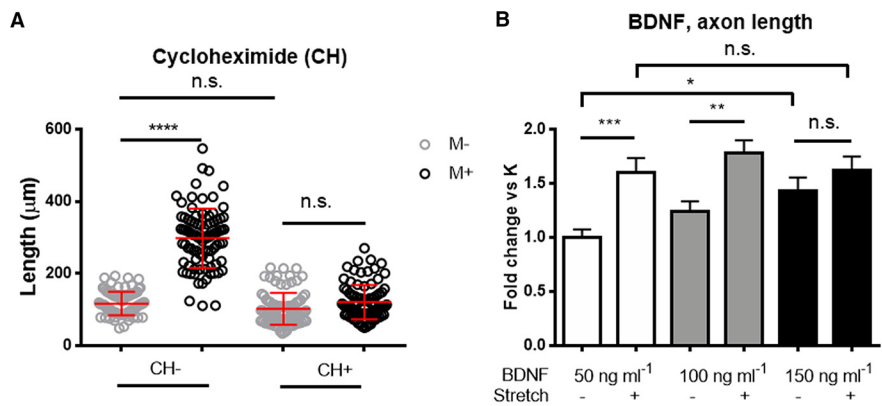 A
Cycloheximide (CH)
n.s.
****
n.s.
M-
M+
600
400
200
0
Length (μm)
CH-
CH+
B
BDNF, axon length
n.s.
*
***
**
n.s.
2.0
1.5
1.0
0.5
0.0
Fold change vs K
BDNF 50 ng ml-1 100 ng ml-1 150 ng ml-1
Stretch - + - + - +